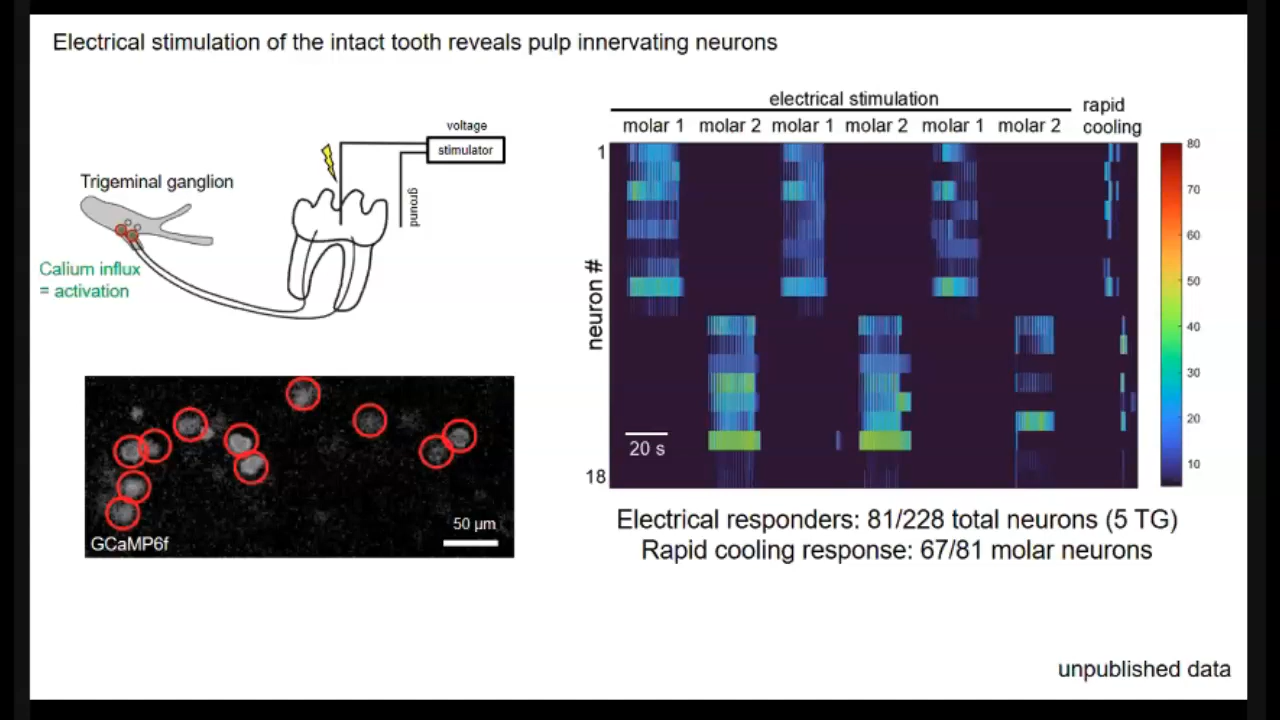 Electrical stimulation of the intact tooth reveals pulp innervating neurons
voltage
stimulator
ground
Trigeminal ganglion
Calium influx
= activation
GCaMP6f
50 µm
electrical stimulation
rapid
cooling
molar 1 molar 2 molar 1 molar 2 molar 1 molar 2
neuron #
1
18
20 s
80
70
60
50
40
30
20
10
Electrical responders: 81/228 total neurons (5 TG)
Rapid cooling response: 67/81 molar neurons
unpublished data